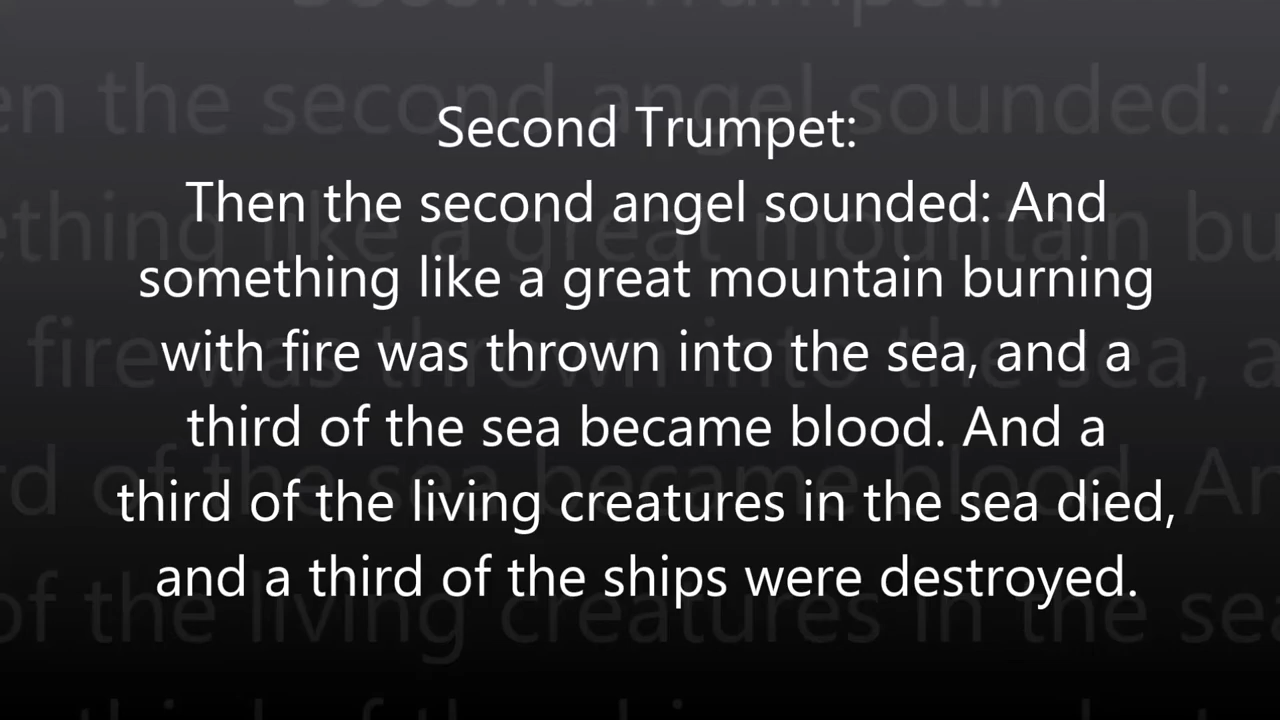 Second Trumpet:
Then the second angel sounded: And
something like a great mountain burning
with fire was thrown into the sea, and a
third of the sea became blood. And a
third of the living creatures in the sea died,
and a third of the ships were destroyed.